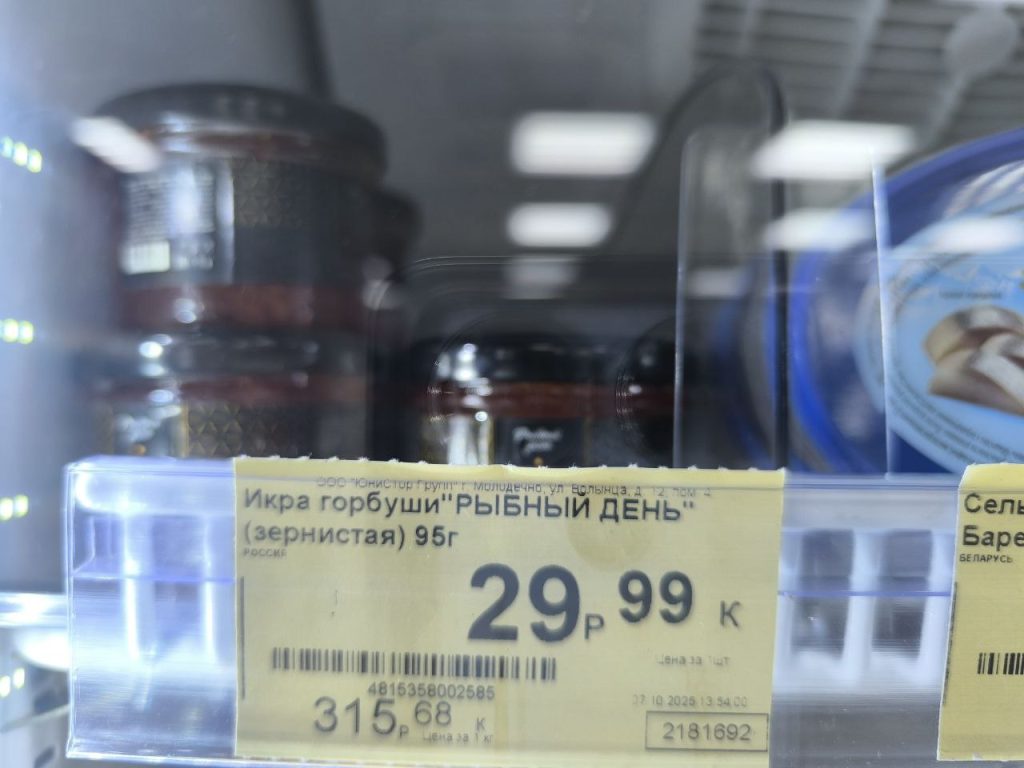 ООО "Юнистор Групп" г. Молодечно, ул. Волынца, д. 12, пом. 4
Икра горбуши"РЫБНЫЙ ДЕНЬ"
(зернистая) 95г
РОССИЯ
29р 99 К
Цена за 1шт
4815358002585
07.10.2025 13:54:00
315р 68 К
Цена за 1 кг
2181692
Сель
Баре
БЕЛАРУСЬ